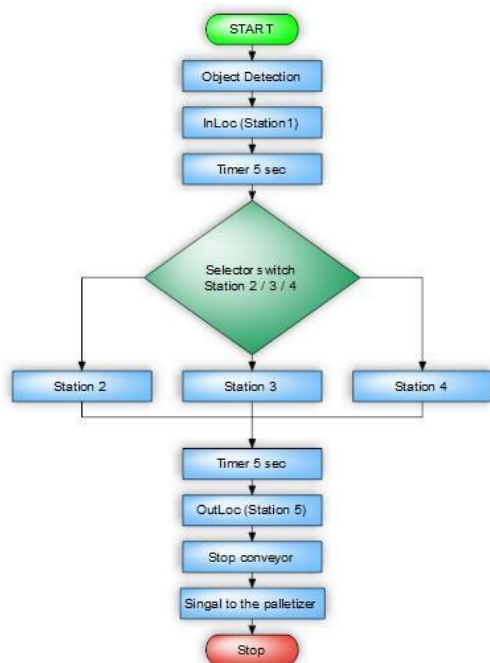 START
Object Detection
InLoc (Station1)
Timer 5 sec
Selector switch
Station 2 / 3 / 4
Station 2
Station 3
Station 4
Timer 5 sec
OutLoc (Station 5)
Stop conveyor
Singal to the palletizer
Stop